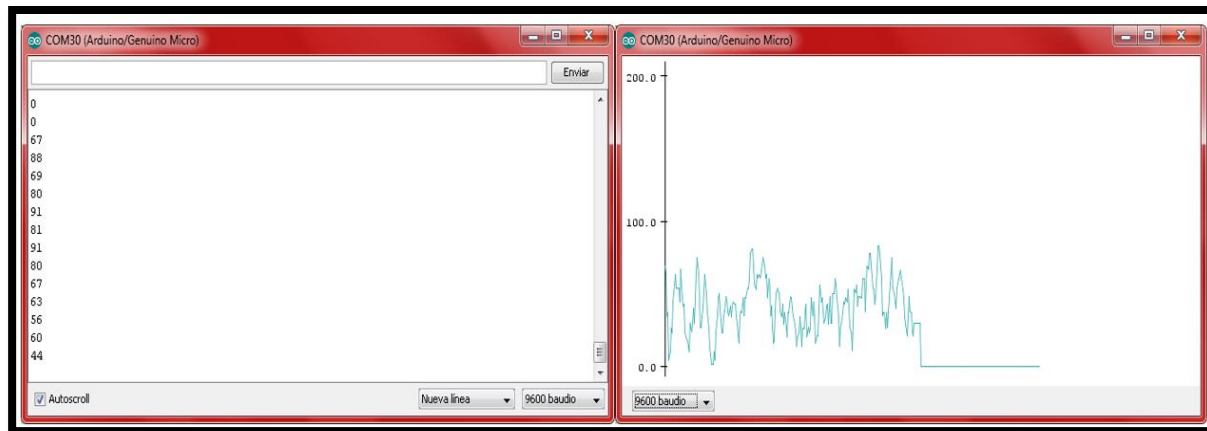 COM30 (Arduino/Genuino Micro)
Enviar
0
0
67
88
69
80
91
81
91
80
67
63
56
60
44
Autoscroll
Nueva línea
9600 baudio
COM30 (Arduino/Genuino Micro)
200.0
100.0
0.0
9600 baudio